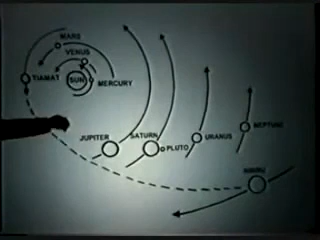 MARS
VENUS
TIAMAT
SUN
MERCURY
JUPITER
SATURN
PLUTO
URANUS
NEPTUNE
NIBIRU